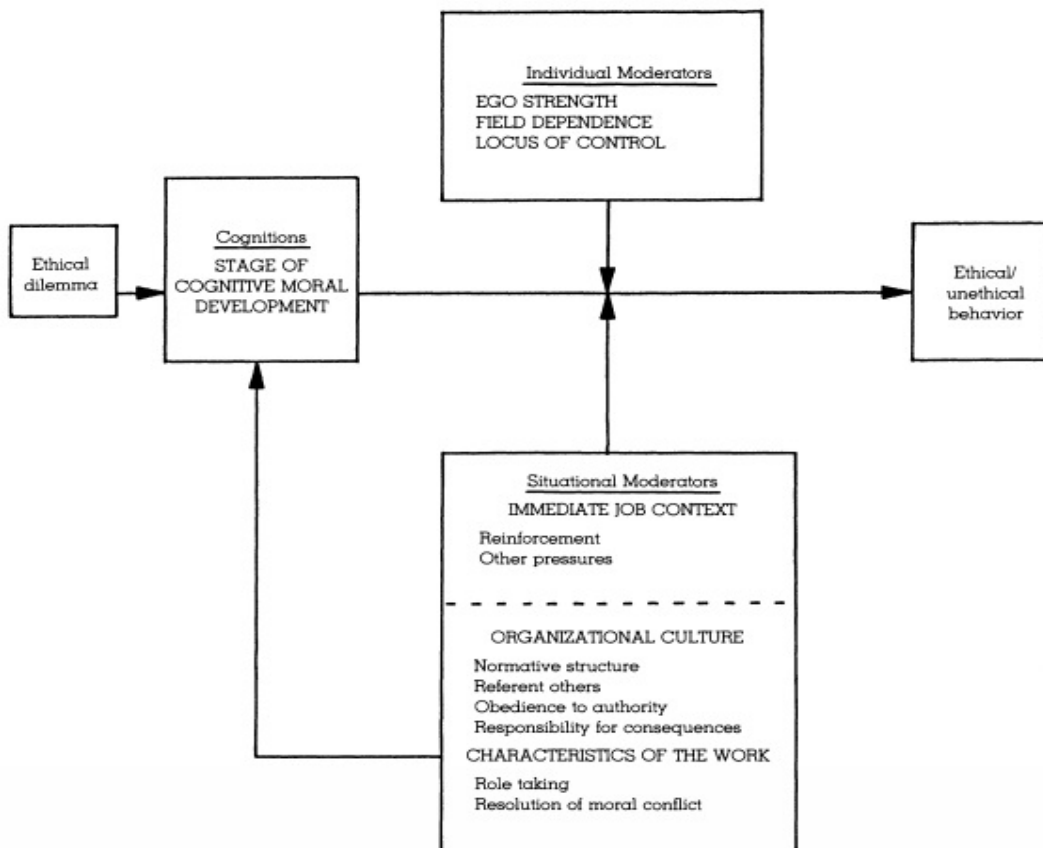 Individual Moderators
EGO STRENGTH
FIELD DEPENDENCE
LOCUS OF CONTROL
Ethical
dilemma
Cognitions
STAGE OF
COGNITIVE MORAL
DEVELOPMENT
Ethical/
unethical
behavior
Situational Moderators
IMMEDIATE JOB CONTEXT
Reinforcement
Other pressures
ORGANIZATIONAL CULTURE
Normative structure
Referent others
Obedience to authority
Responsibility for consequences
CHARACTERISTICS OF THE WORK
Role taking
Resolution of moral conflict